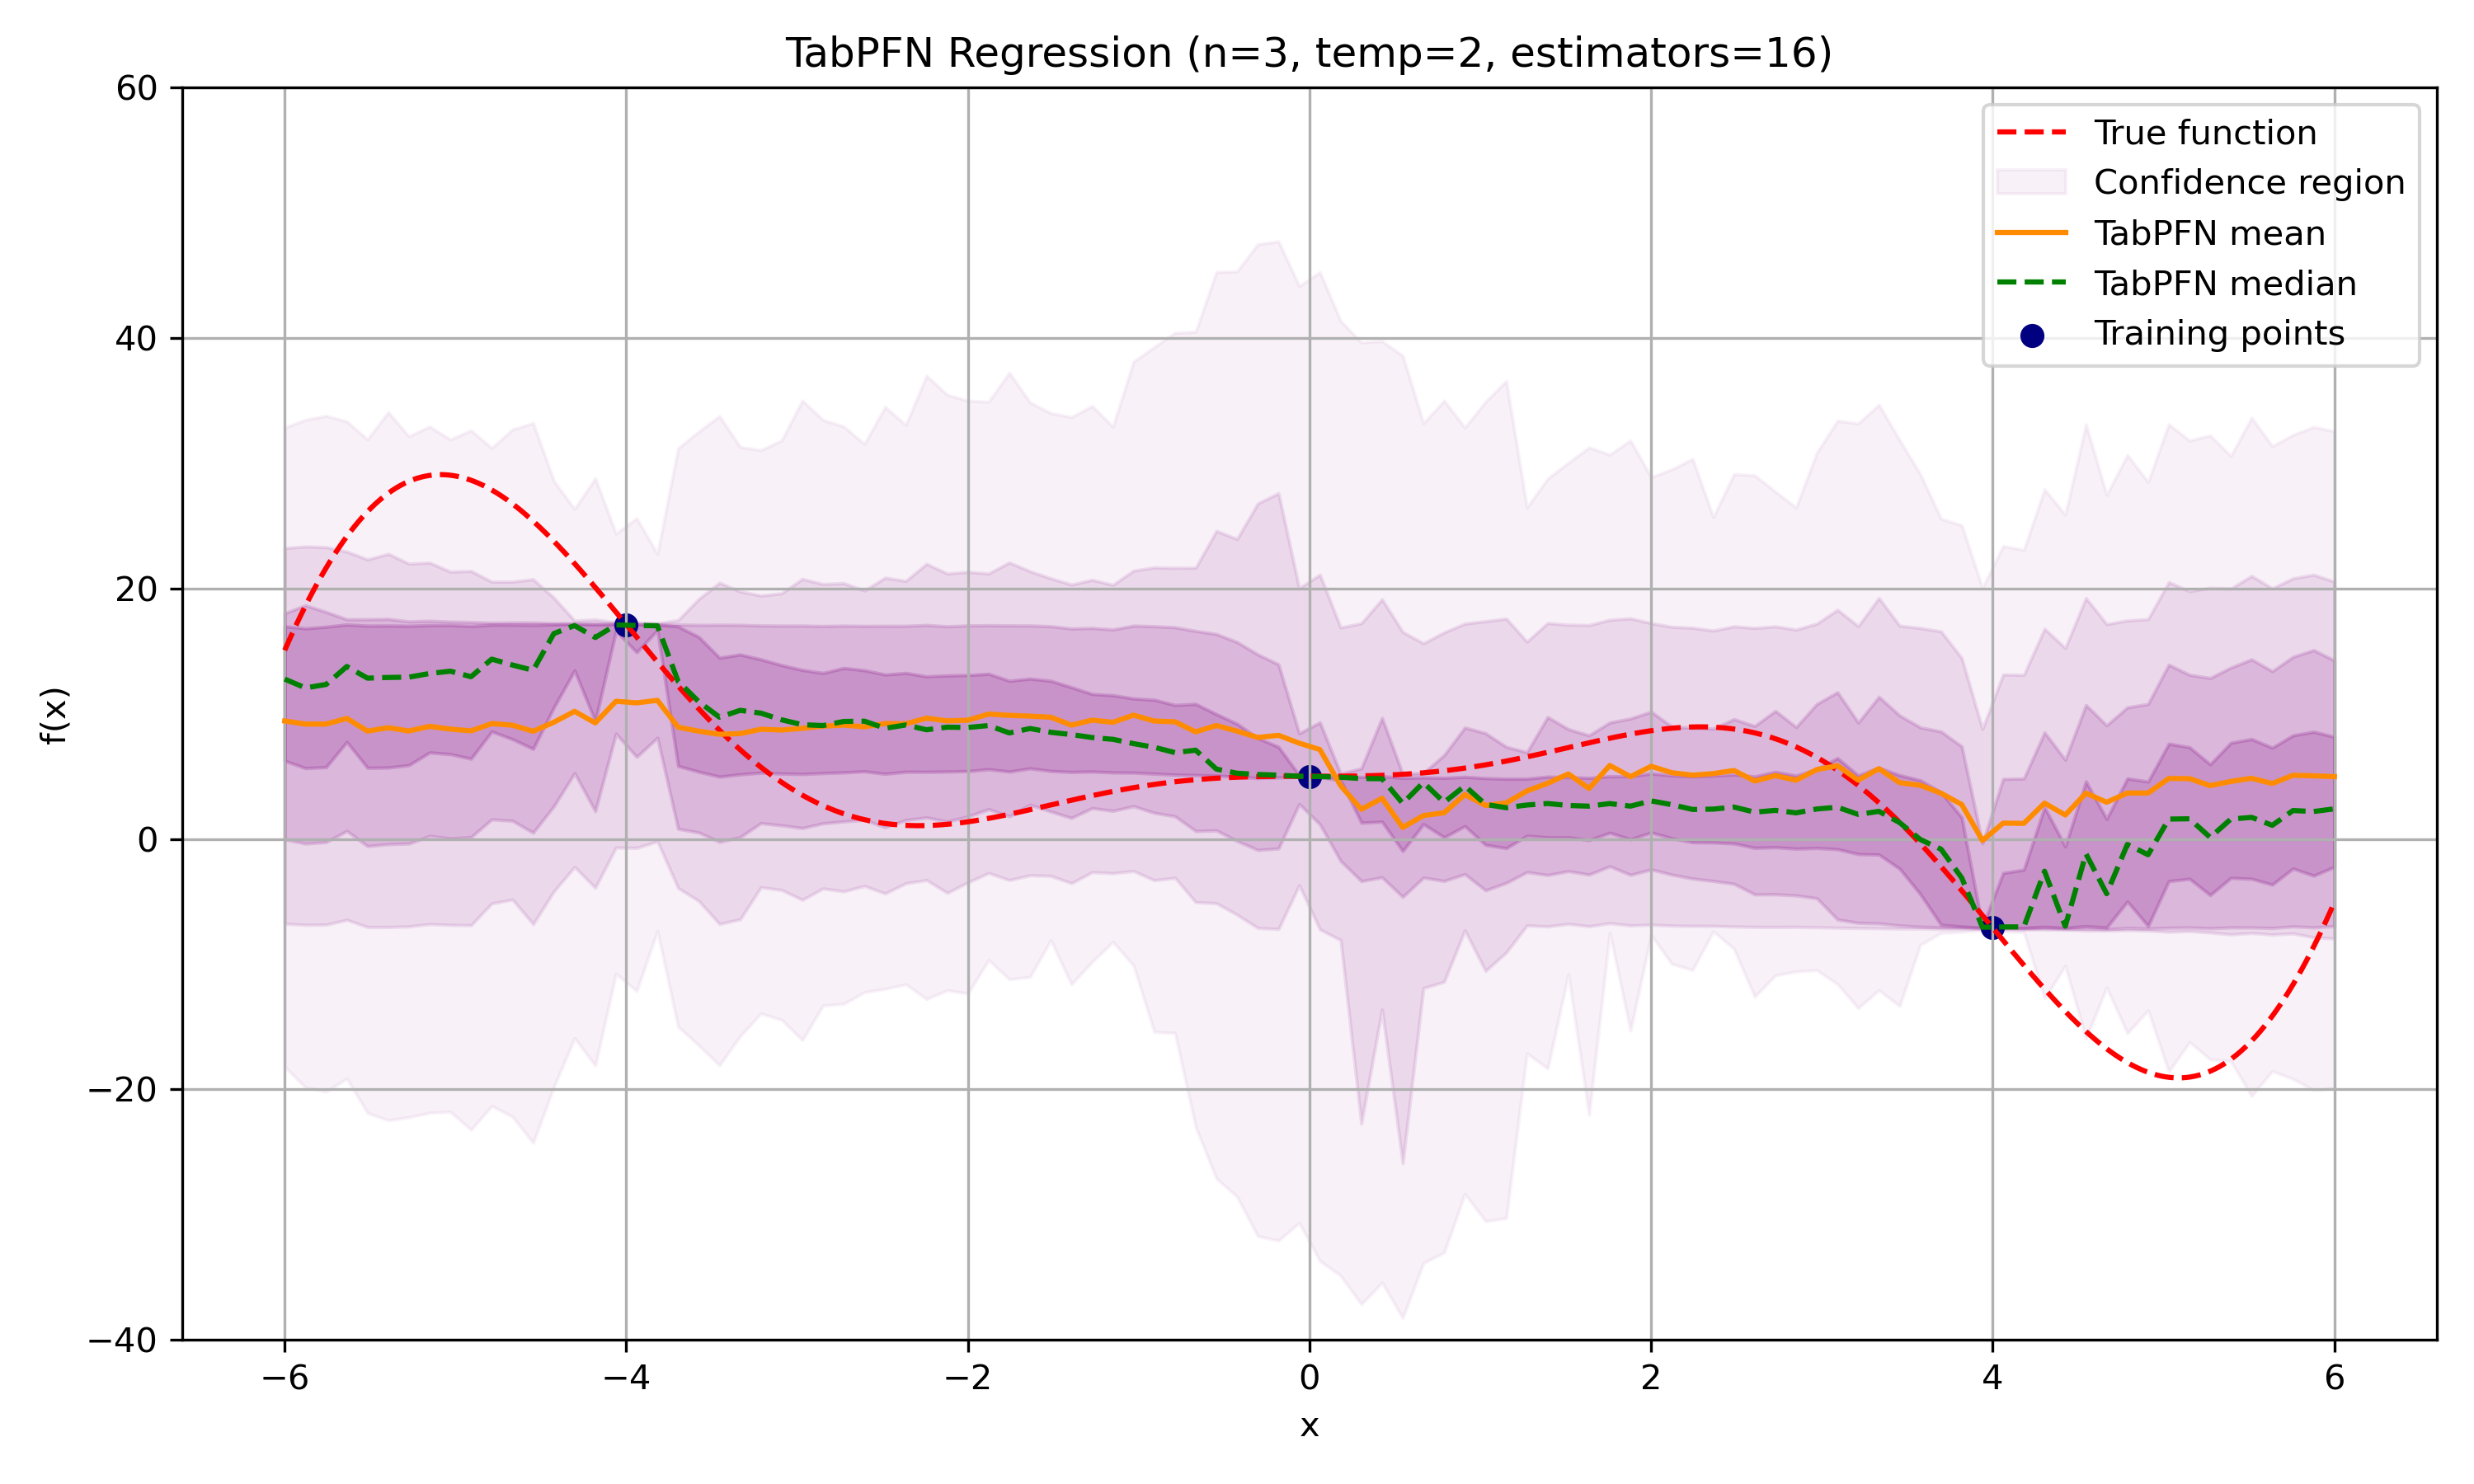 TabPFN Regression (n=3, temp=2, estimators=16)
60
40
20
0
−20
−40
f(x)
True function
Confidence region
TabPFN mean
TabPFN median
Training points
−6
−4
−2
0
2
4
6
x